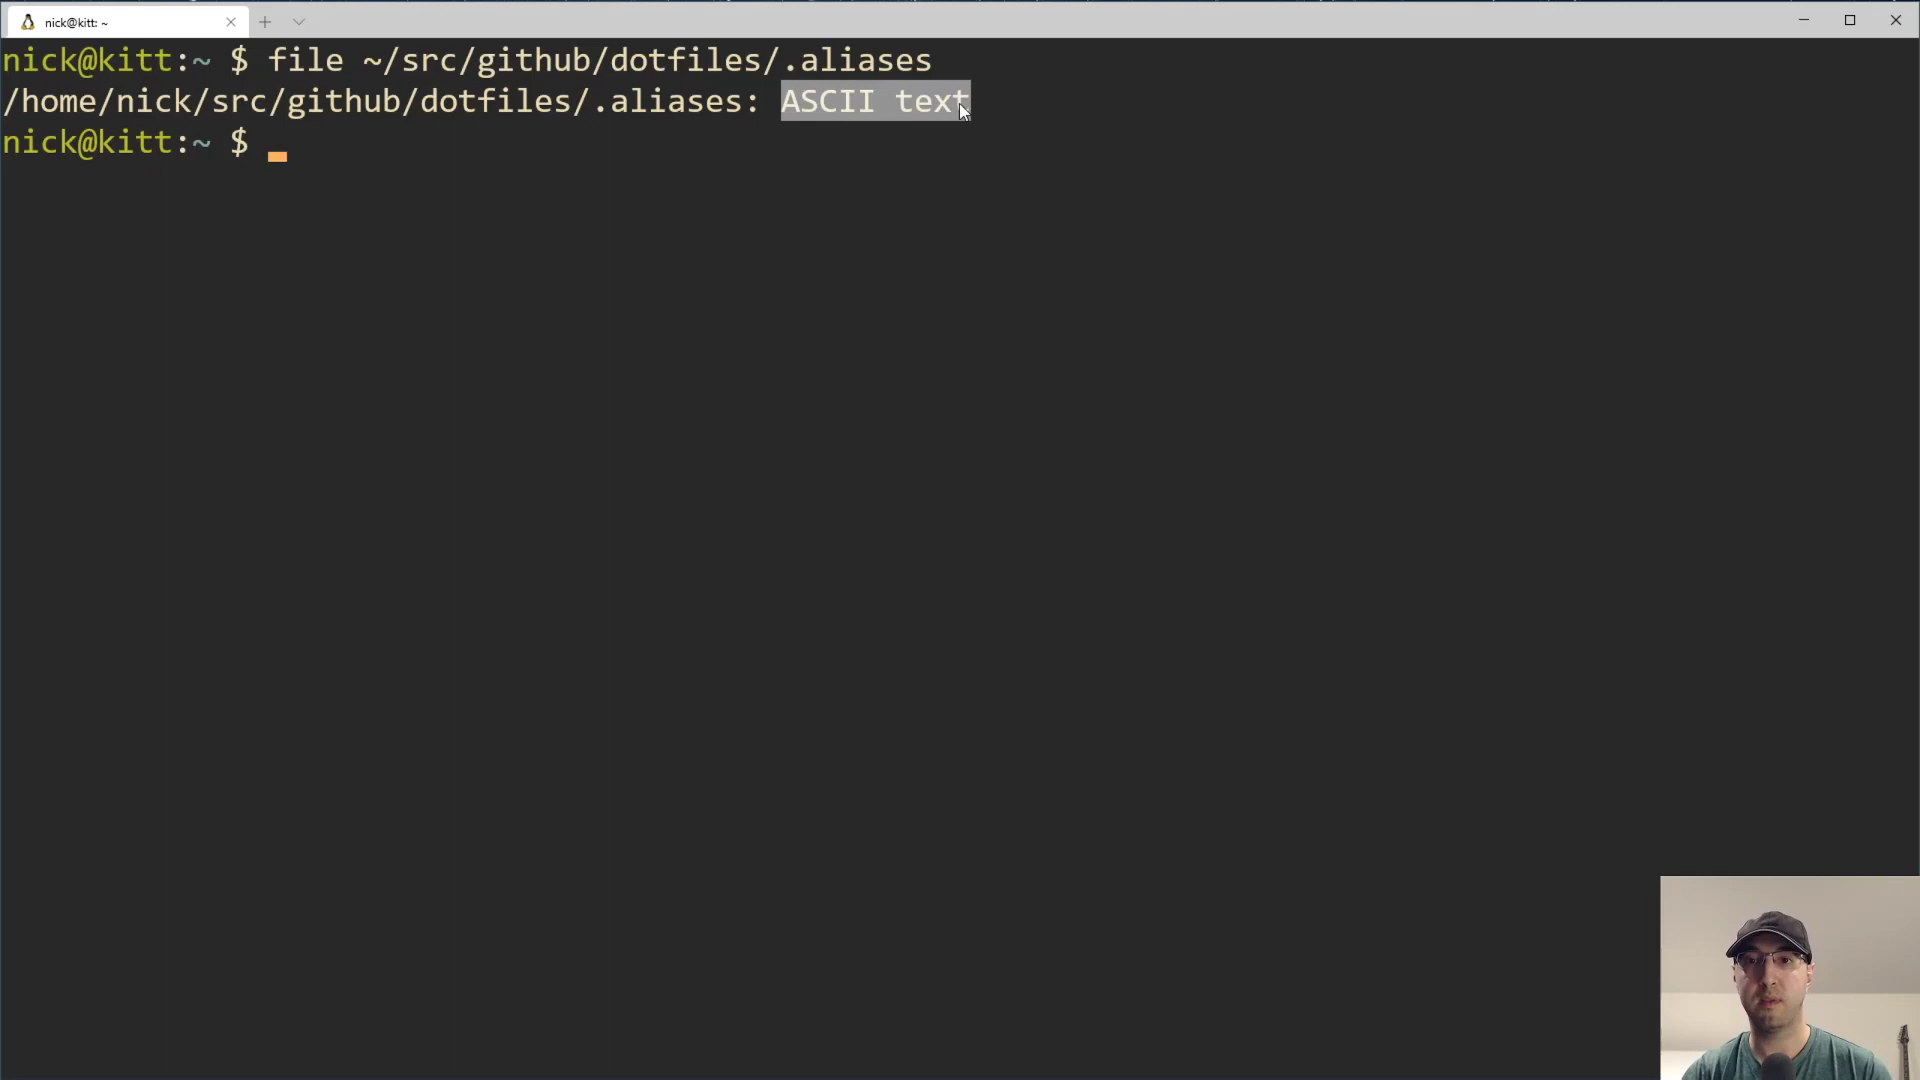 nick@kitt: ~
nick@kitt:~ $ file ~/src/github/dotfiles/.aliases
/home/nick/src/github/dotfiles/.aliases: ASCII text
nick@kitt:~ $